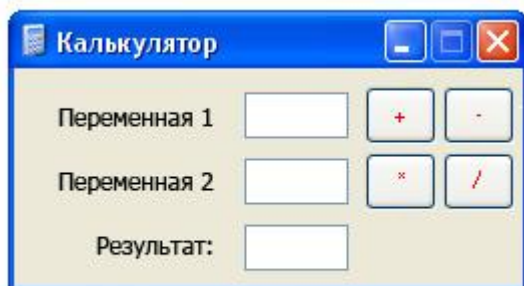 Калькулятор
Переменная 1 + -
Переменная 2 * /
Результат: